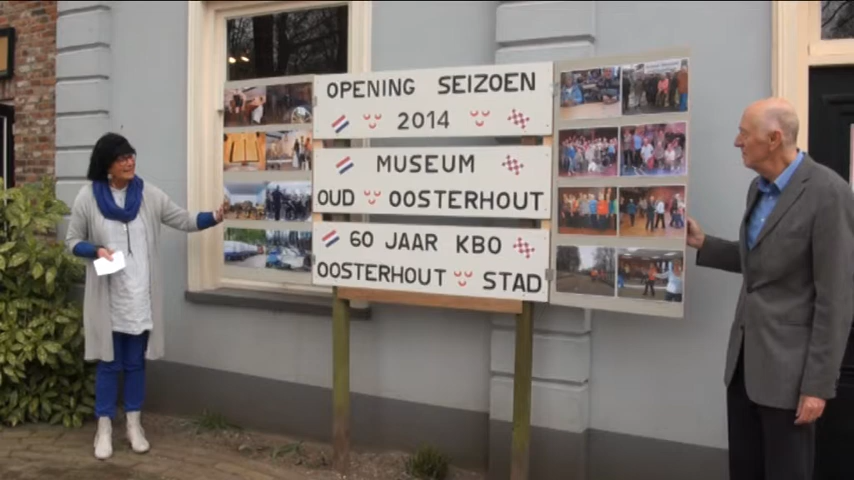 OPENING SEIZOEN
2014
MUSEUM
OUD OOSTERHOUT
60 JAAR KBO
OOSTERHOUT STAD